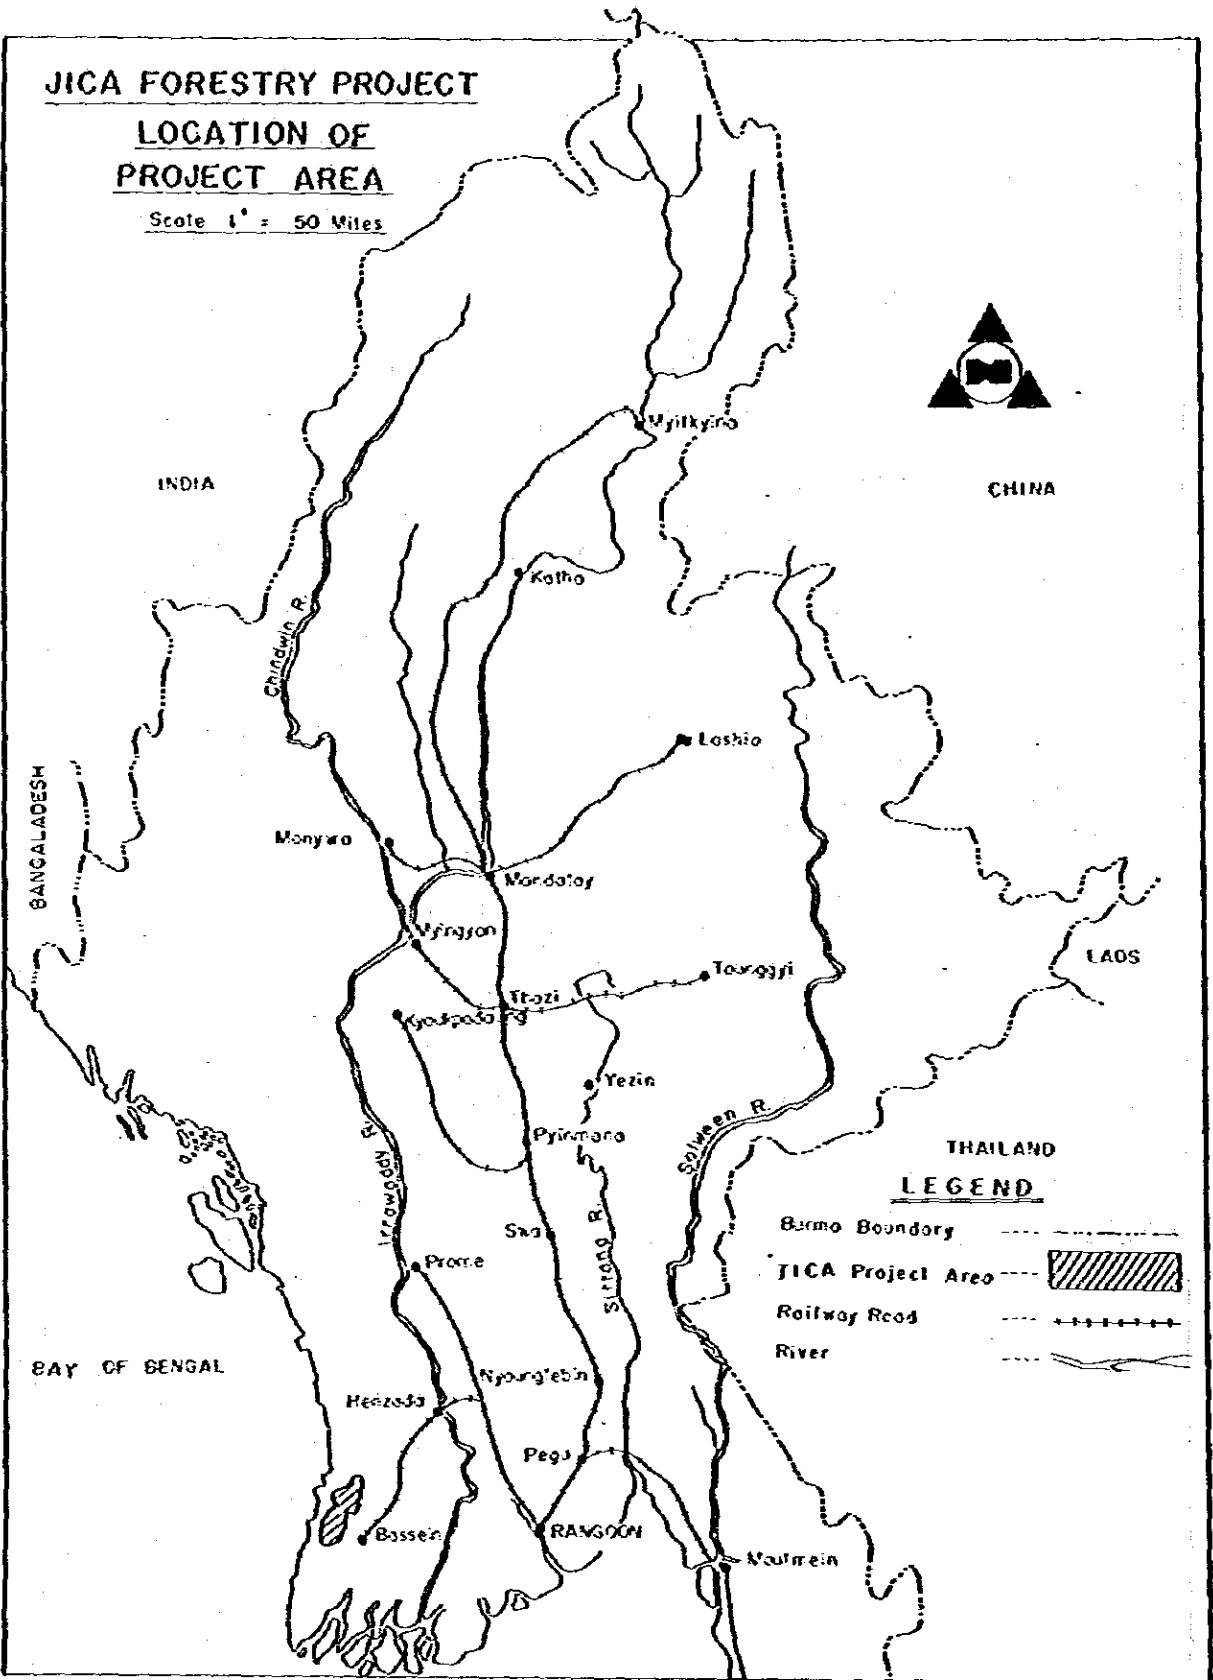 JICA FORESTRY PROJECT
LOCATION OF
PROJECT AREA
Scale 1" = 50 Miles
Myitkyina
INDIA
CHINA
Katha
Chindwin R.
Lashio
BANGALADESH
Monywa
Mandalay
Myingyan
LAOS
Taunggyi
Thazi
Yezin
Pyinmana
Salween R.
Irrawaddy R.
THAILAND
LEGEND
Burma Boundary
Swa
Sittang R.
Prome
JICA Project Area
Railway Road
River
BAY OF BENGAL
Nyaunglebin
Henzada
Pegu
Bassein
RANGOON
Moulmein